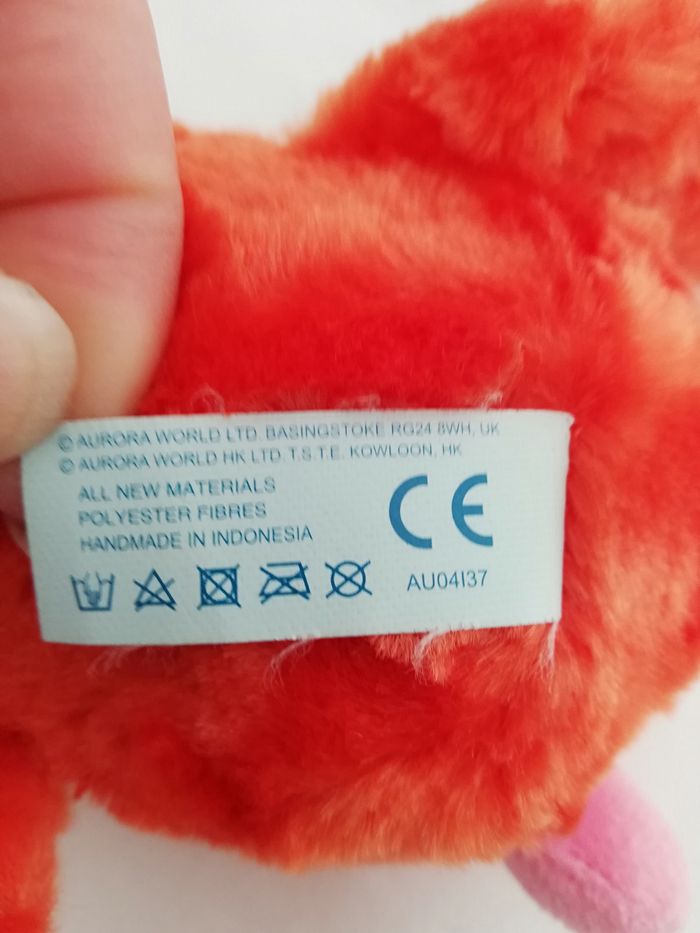 © AURORA WORLD LTD. BASINGSTOKE RG24 8WH, UK
© AURORA WORLD HK LTD. T.S.T.E. KOWLOON, HK
ALL NEW MATERIALS
POLYESTER FIBRES
HANDMADE IN INDONESIA
CE
AU04I37